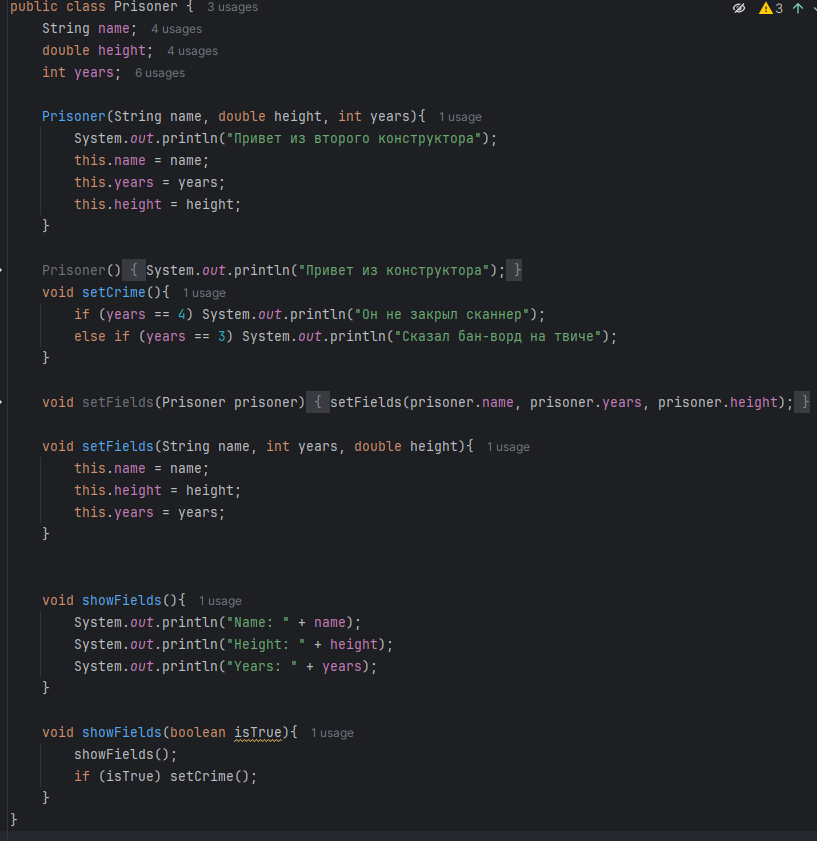 public class Prisoner { 3 usages 3
String name; 4 usages
double height; 4 usages
int years; 6 usages
Prisoner(String name, double height, int years){ 1 usage
System.out.println("Привет из второго конструктора");
this.name = name;
this.years = years;
this.height = height;
}
Prisoner() { System.out.println("Привет из конструктора"); }
void setCrime(){ 1 usage
if (years == 4) System.out.println("Он не закрыл сканнер");
else if (years == 3) System.out.println("Сказал бан-ворд на твиче");
}
void setFields(Prisoner prisoner) { setFields(prisoner.name, prisoner.years, prisoner.height); }
void setFields(String name, int years, double height){ 1 usage
this.name = name;
this.height = height;
this.years = years;
}
void showFields(){ 1 usage
System.out.println("Name: " + name);
System.out.println("Height: " + height);
System.out.println("Years: " + years);
}
void showFields(boolean isTrue){ 1 usage
showFields();
if (isTrue) setCrime();
}
}